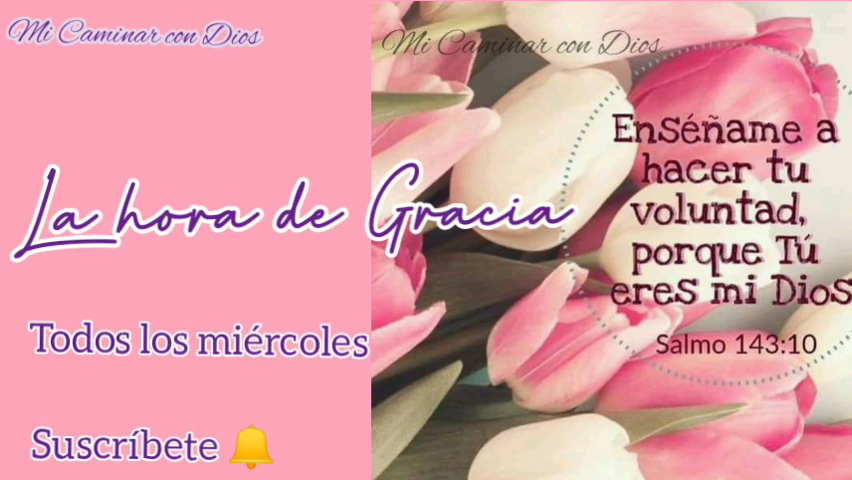 Mi Caminar con Dios
La hora de Gracia
Todos los miércoles
Suscríbete
Mi Caminar con Dios
Enséñame a
hacer tu
voluntad,
porque Tú
eres mi Dios
Salmo 143:10